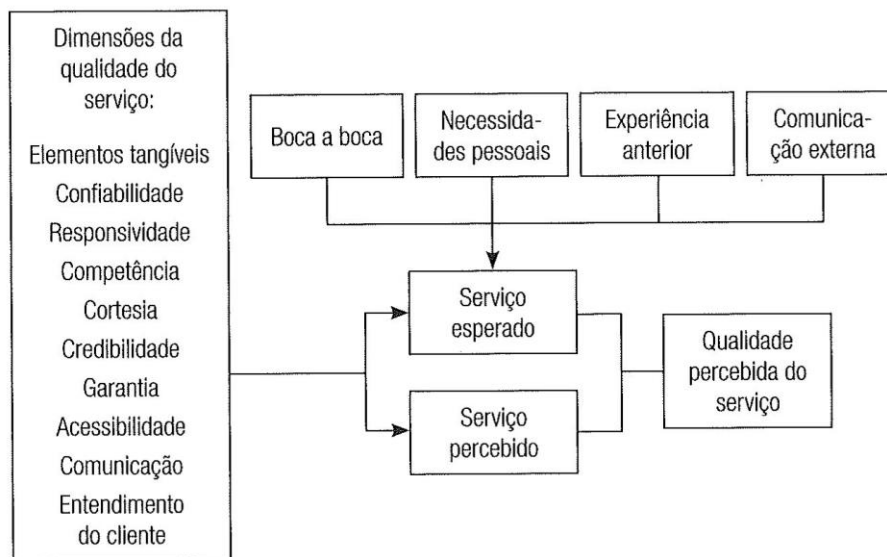 Dimensões da
qualidade do
serviço:
Elementos tangíveis
Confiabilidade
Responsividade
Competência
Cortesia
Credibilidade
Garantia
Acessibilidade
Comunicação
Entendimento
do cliente
Boca a boca
Necessida-
des pessoais
Experiência
anterior
Comunica-
ção externa
Serviço
esperado
Serviço
percebido
Qualidade
percebida do
serviço